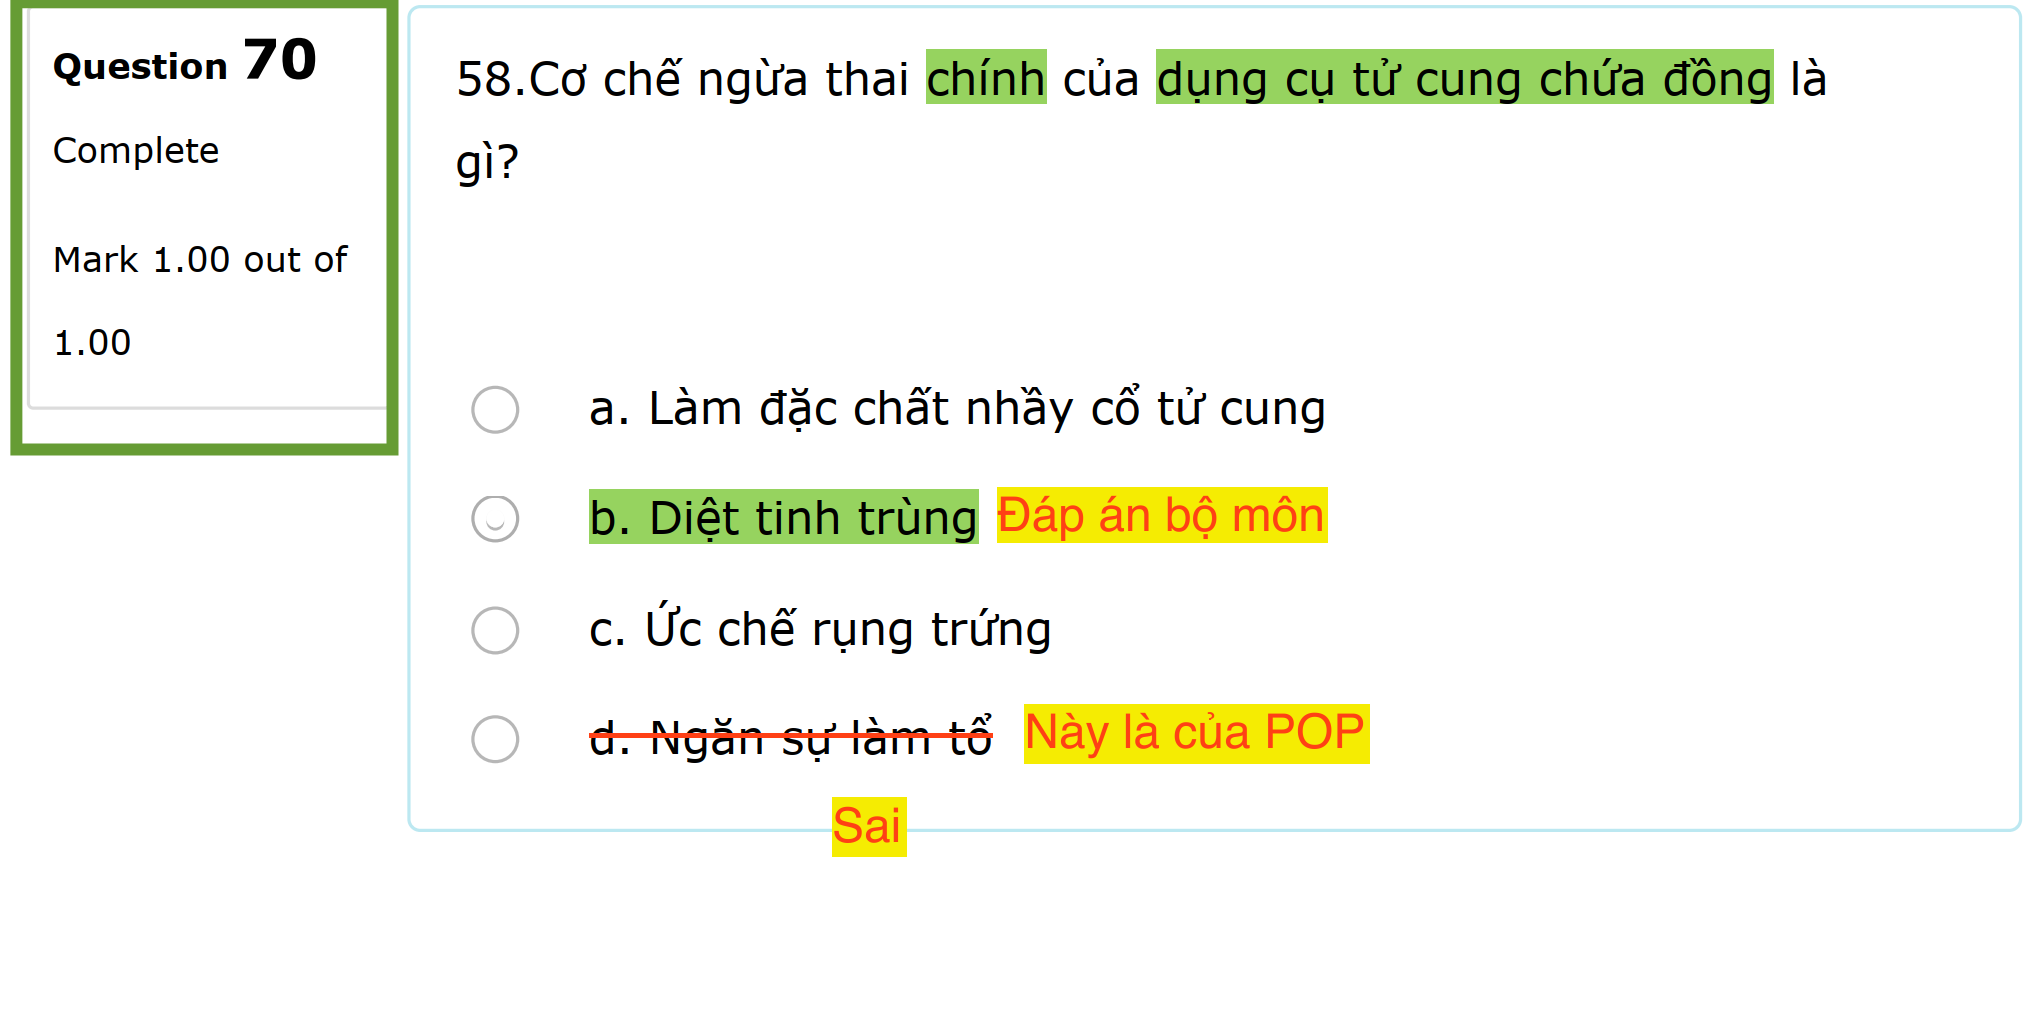 Question 70
Complete
Mark 1.00 out of
1.00
58.Cơ chế ngừa thai chính của dụng cụ tử cung chứa đồng là
gì?
a. Làm đặc chất nhầy cổ tử cung
b. Diệt tinh trùng Đáp án bộ môn
c. Ức chế rụng trứng
d. Ngăn sự làm tổ Này là của POP
Sai